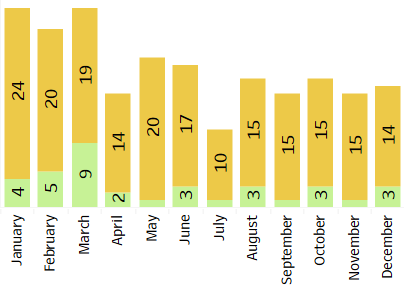 24
20
19
14
20
17
10
15
15
15
15
14
4
5
9
2
3
3
3
3
January
February
March
April
May
June
July
August
September
October
November
December